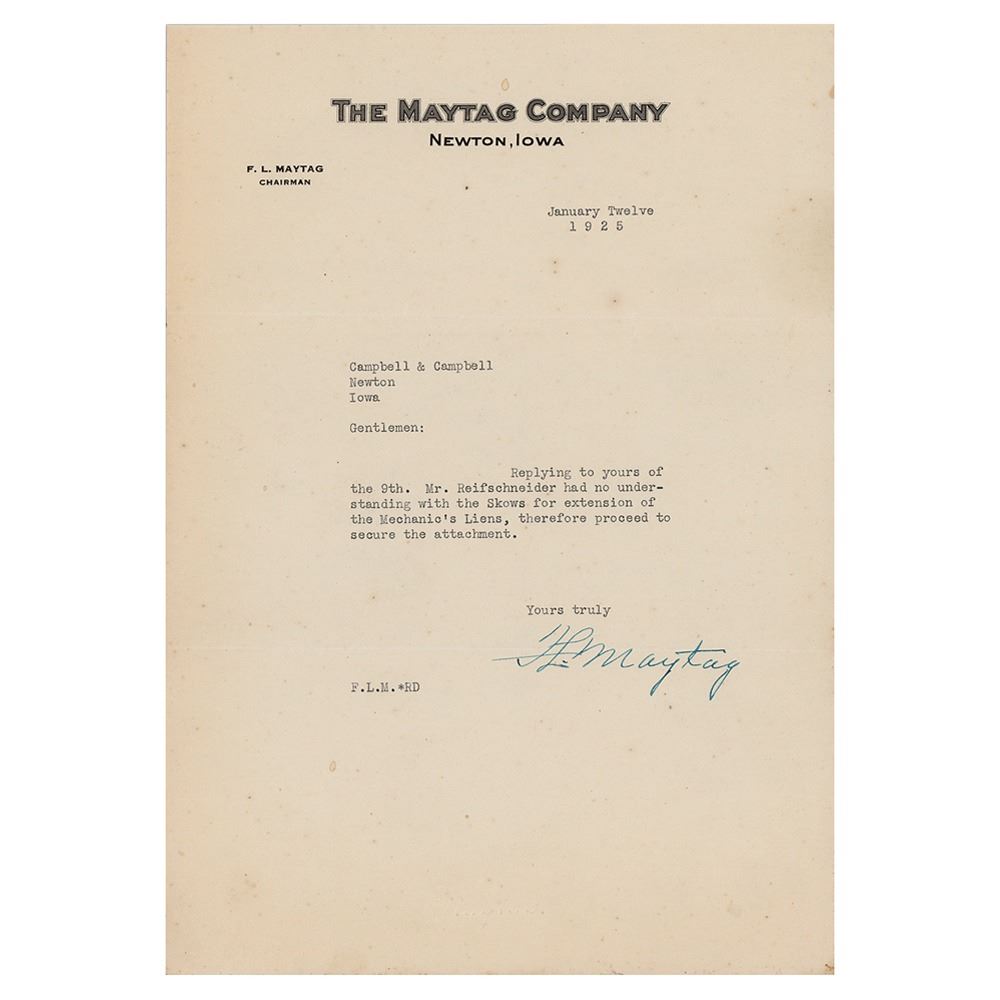 THE MAYTAG COMPANY
NEWTON, IOWA
F. L. MAYTAG
CHAIRMAN
January Twelve
1 9 2 5
Campbell & Campbell
Newton
Iowa
Gentlemen:
Replying to yours of
the 9th. Mr. Reifschneider had no under-
standing with the Skows for extension of
the Mechanic's Liens, therefore proceed to
secure the attachment.
Yours truly
F.L. Maytag
F.L.M.*RD